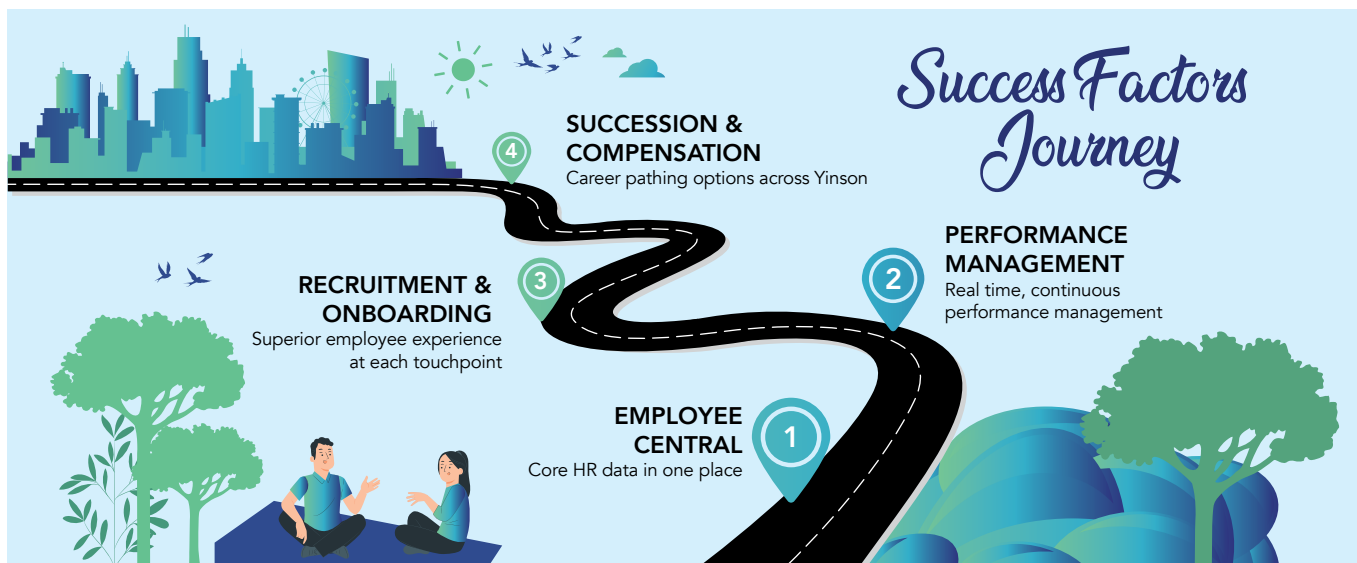 Success Factors
Journey
4
SUCCESSION &
COMPENSATION
Career pathing options across Yinson
2
PERFORMANCE
MANAGEMENT
Real time, continuous
performance management
3
RECRUITMENT &
ONBOARDING
Superior employee experience
at each touchpoint
1
EMPLOYEE
CENTRAL
Core HR data in one place